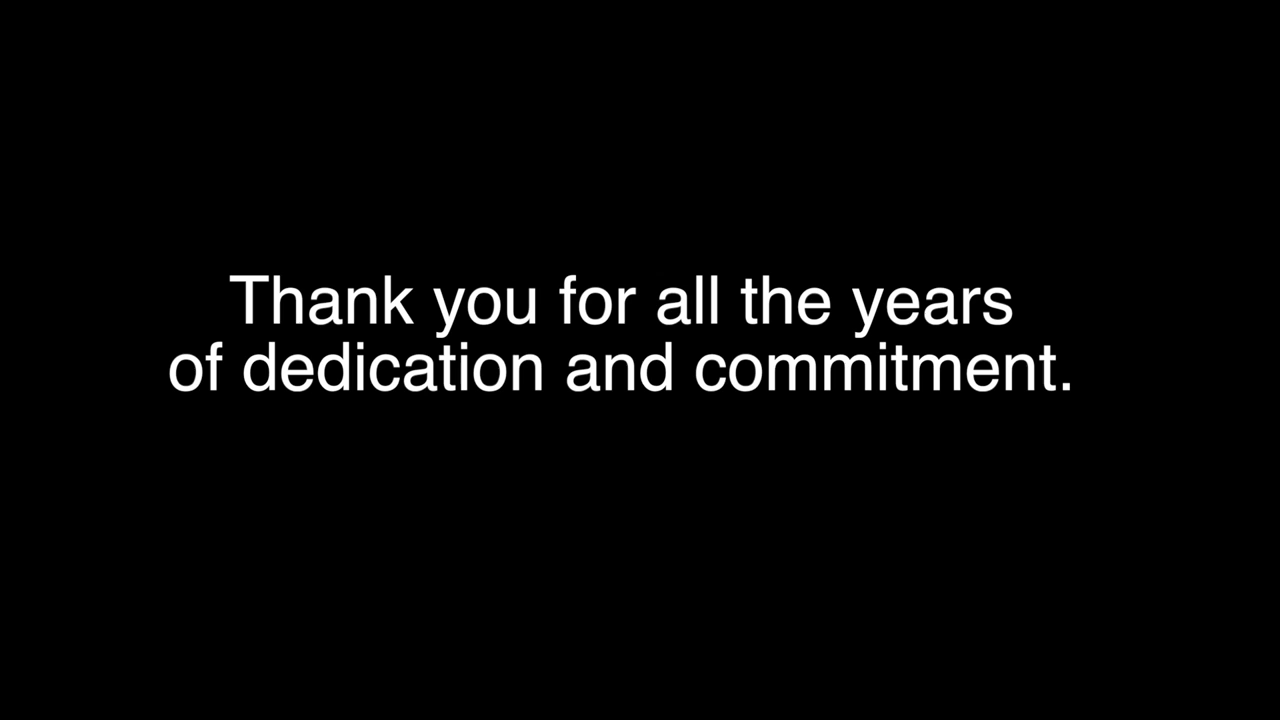 Thank you for all the years
of dedication and commitment.